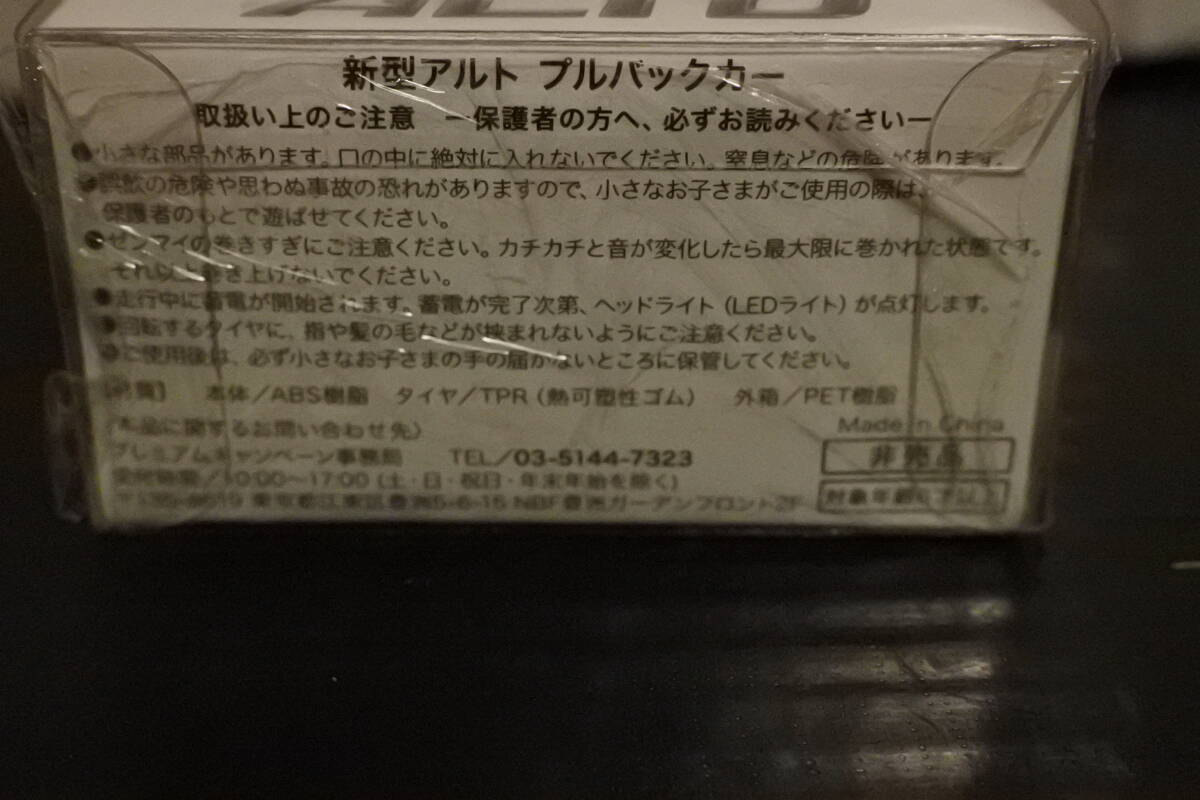 ALTO
新型アルト プルバックカー
取扱い上のご注意 ー保護者の方へ、必ずお読みくださいー
●小さな部品があります。口の中に絶対に入れないでください。窒息などの危険があります。
●誤飲の危険や思わぬ事故の恐れがありますので、小さなお子さまがご使用の際は、
保護者のもとで遊ばせてください。
●ゼンマイの巻きすぎにご注意ください。カチカチと音が変化したら最大限に巻かれた状態です。
それ以上巻き上げないでください。
●走行中に蓄電が開始されます。蓄電が完了次第、ヘッドライト(LEDライト)が点灯します。
●回転するタイヤに、指や髪の毛などが挟まれないようにご注意ください。
●ご使用後は、必ず小さなお子さまの手の届かないところに保管してください。
【材質】 本体/ABS樹脂 タイヤ/TPR(熱可塑性ゴム) 外箱/PET樹脂
〈本品に関するお問い合わせ先〉
Made in China
プレミアムキャンペーン事務局 TEL/03-5144-7323
非売品
受付時間/10:00〜17:00(土・日・祝日・年末年始を除く)
東京都江東区豊洲5-6-15 NBF豊洲ガーデンフロント2F
対象年齢6才以上